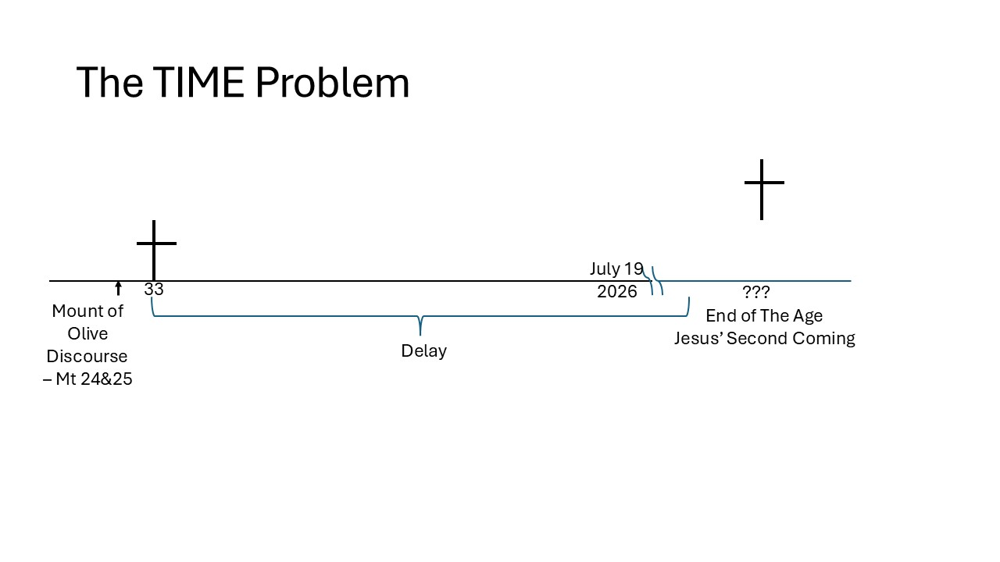 The TIME Problem
July 19
2026
33
???
Mount of
Olive
Discourse
– Mt 24&25
End of The Age
Jesus’ Second Coming
Delay